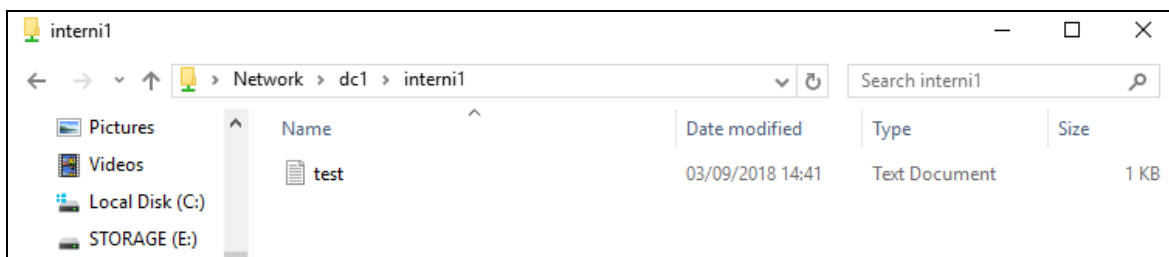 interni1
Network > dc1 > interni1
Search interni1
Pictures
Name
Date modified
Type
Size
Videos
test
03/09/2018 14:41
Text Document
1 KB
Local Disk (C:)
STORAGE (E:)